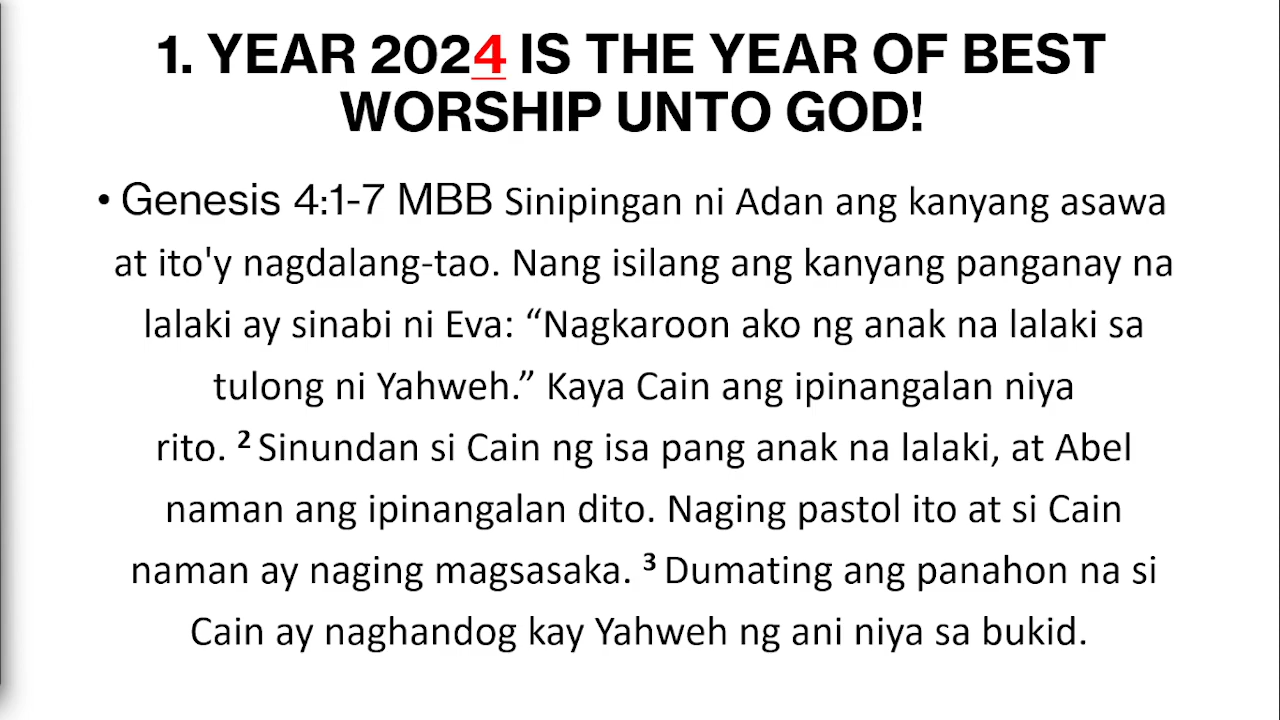 1. YEAR 2024 IS THE YEAR OF BEST
WORSHIP UNTO GOD!
• Genesis 4:1-7 MBB Sinipingan ni Adan ang kanyang asawa
at ito'y nagdalang-tao. Nang isilang ang kanyang panganay na
lalaki ay sinabi ni Eva: “Nagkaroon ako ng anak na lalaki sa
tulong ni Yahweh.” Kaya Cain ang ipinangalan niya
rito. ² Sinundan si Cain ng isa pang anak na lalaki, at Abel
naman ang ipinangalan dito. Naging pastol ito at si Cain
naman ay naging magsasaka. ³ Dumating ang panahon na si
Cain ay naghandog kay Yahweh ng ani niya sa bukid.